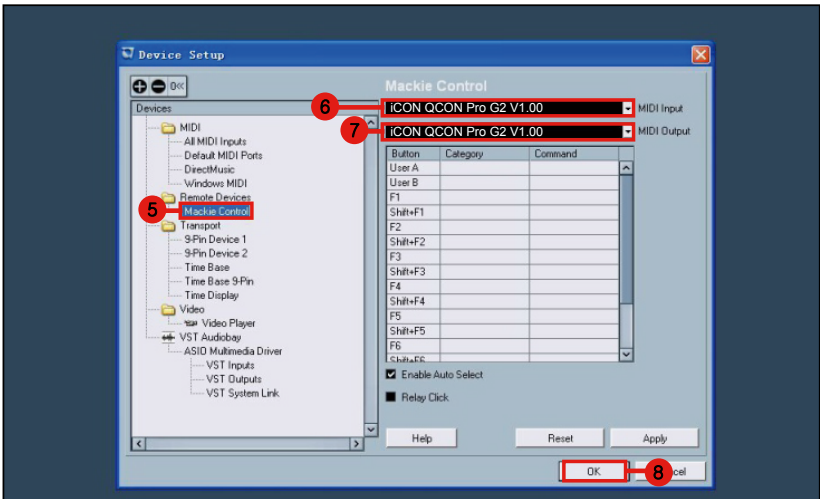 Device Setup
0«
Devices
MIDI
All MIDI Inputs
Default MIDI Ports
DirectMusic
Windows MIDI
Remote Devices
5
Mackie Control
Transport
9-Pin Device 1
9-Pin Device 2
Time Base
Time Base 9-Pin
Time Display
Video
Video Player
VST Audiobay
ASIO Multimedia Driver
VST Inputs
VST Outputs
VST System Link
Mackie Control
6 iCON QCON Pro G2 V1.00 MIDI Input
7 iCON QCON Pro G2 V1.00 MIDI Output
Button Category Command
User A
User B
F1
Shift+F1
F2
Shift+F2
F3
Shift+F3
F4
Shift+F4
F5
Shift+F5
F6
Shift+F6
Enable Auto Select
Relay Click
Help Reset Apply
OK 8 cel